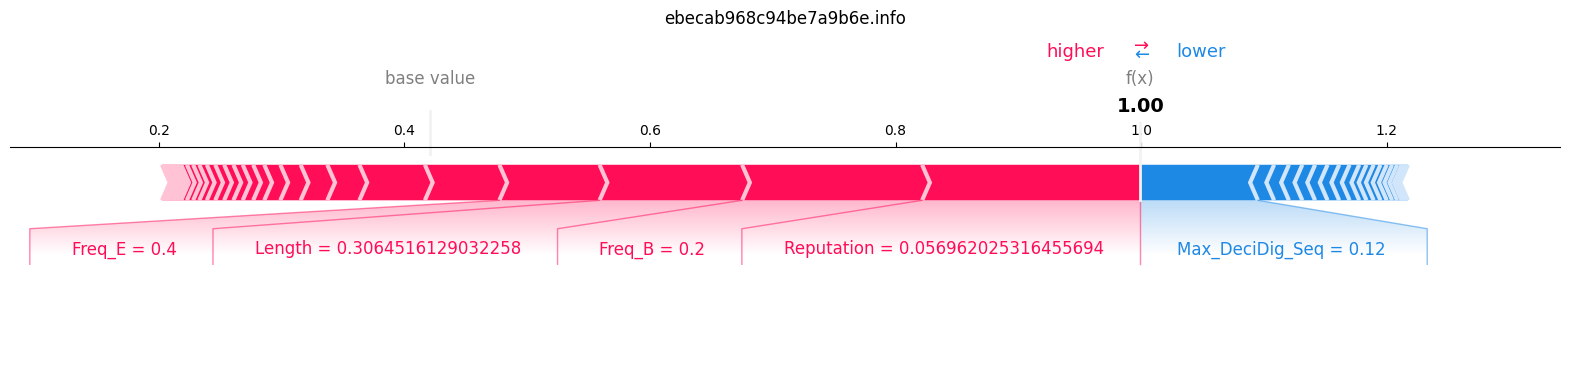 ebecab968c94be7a9b6e.info
higher ⇄ lower
base value f(x)
1.00
0.2 0.4 0.6 0.8 1.0 1.2
Freq_E = 0.4 Length = 0.3064516129032258 Freq_B = 0.2 Reputation = 0.056962025316455694 Max_DeciDig_Seq = 0.12